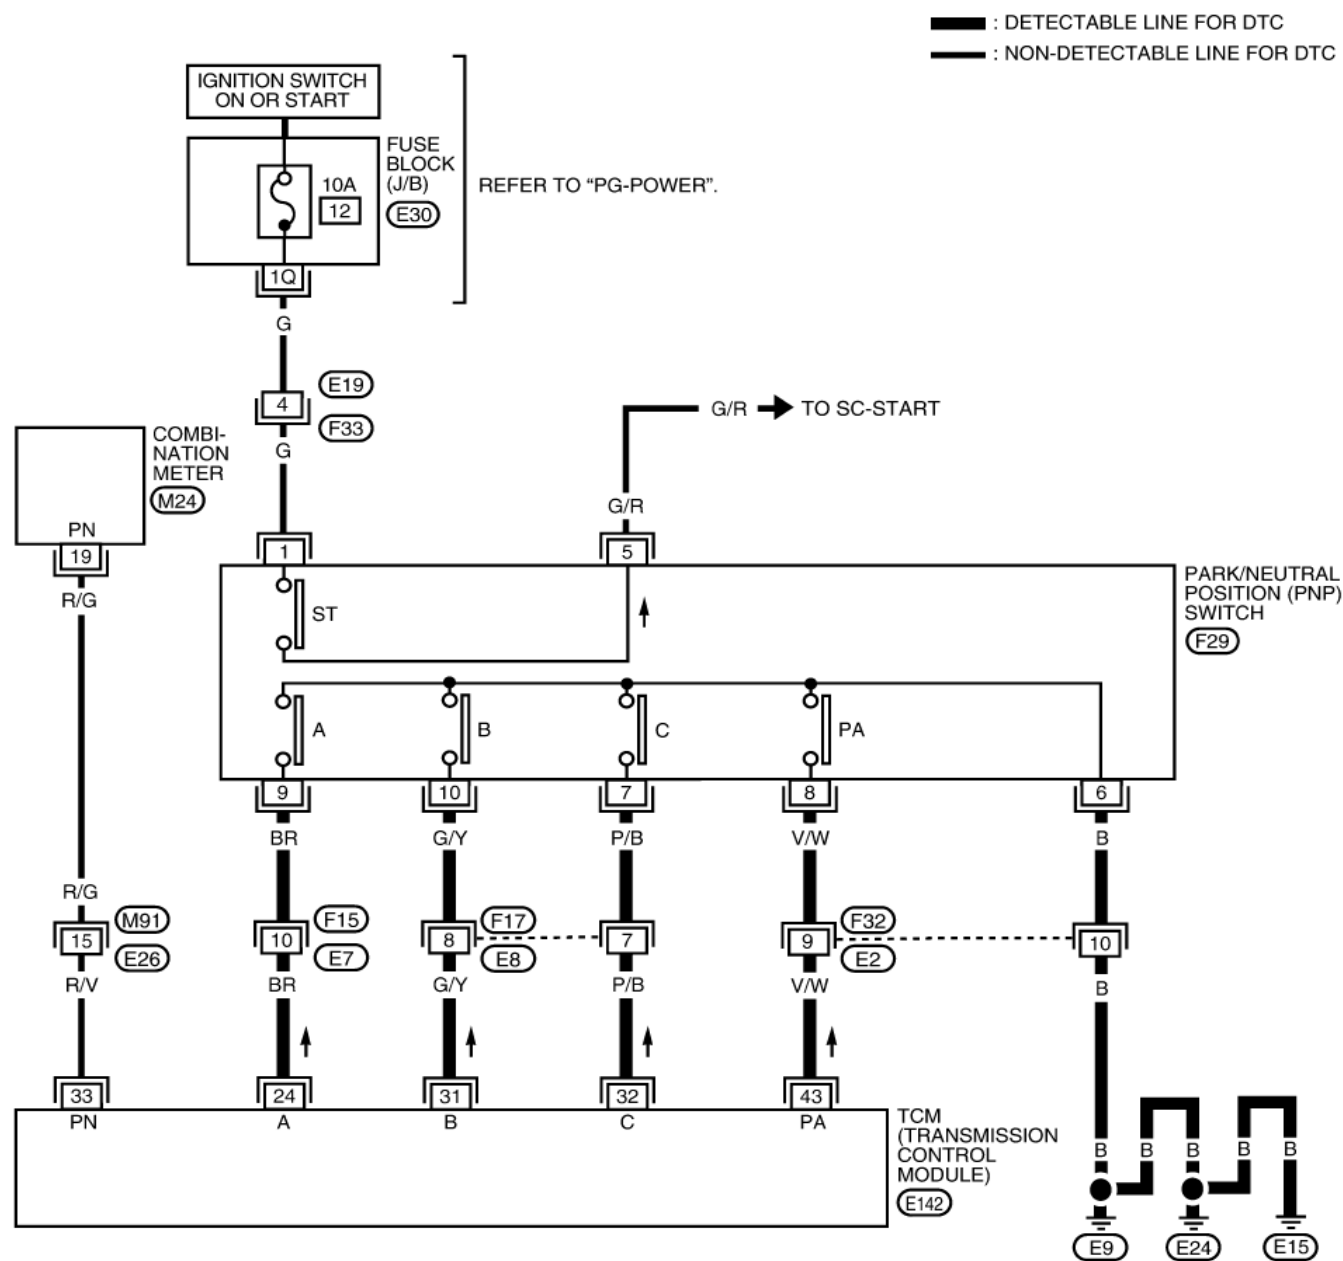 : DETECTABLE LINE FOR DTC
: NON-DETECTABLE LINE FOR DTC
IGNITION SWITCH
ON OR START
FUSE
BLOCK
(J/B)
E30
10A
12
REFER TO “PG-POWER”.
1Q
G
4
E19
F33
G
G/R
TO SC-START
G/R
COMBI-
NATION
METER
M24
PN
19
R/G
1
5
PARK/NEUTRAL
POSITION (PNP)
SWITCH
F29
ST
A
B
C
PA
9
10
7
8
6
BR
G/Y
P/B
V/W
B
R/G
M91
15
E26
R/V
F15
10
E7
F17
8
E8
7
F32
9
E2
10
BR
G/Y
P/B
V/W
B
33
24
31
32
43
PN
A
B
C
PA
TCM
(TRANSMISSION
CONTROL
MODULE)
E142
B
B
B
B
B
E9
E24
E15